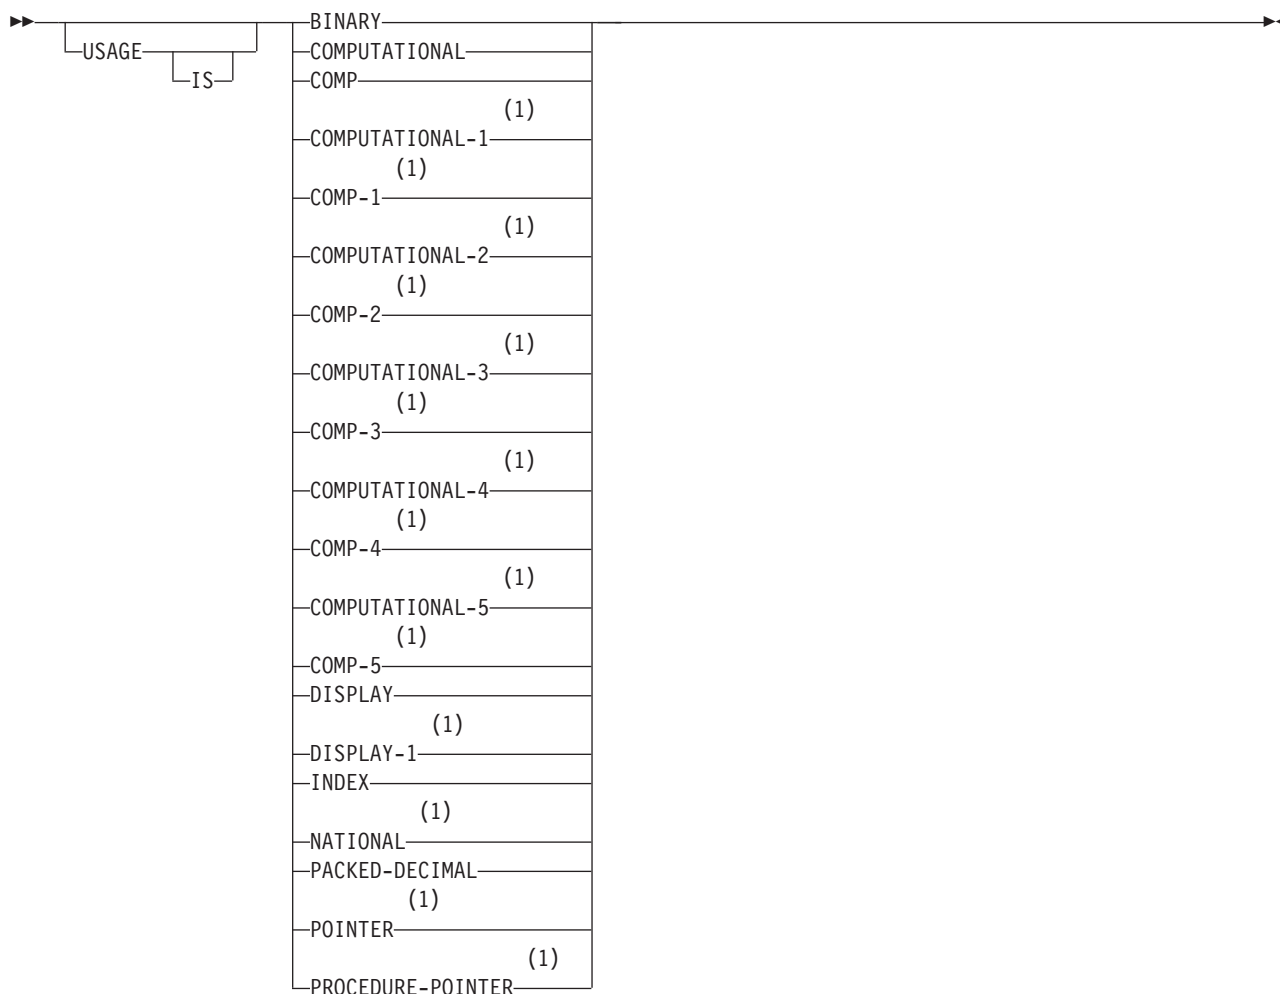 BINARY
USAGE
COMPUTATIONAL
IS
COMP
(1)
COMPUTATIONAL-1
(1)
COMP-1
(1)
COMPUTATIONAL-2
(1)
COMP-2
(1)
COMPUTATIONAL-3
(1)
COMP-3
(1)
COMPUTATIONAL-4
(1)
COMP-4
(1)
COMPUTATIONAL-5
(1)
COMP-5
DISPLAY
(1)
DISPLAY-1
INDEX
(1)
NATIONAL
PACKED-DECIMAL
(1)
POINTER
(1)
PROCEDURE-POINTER